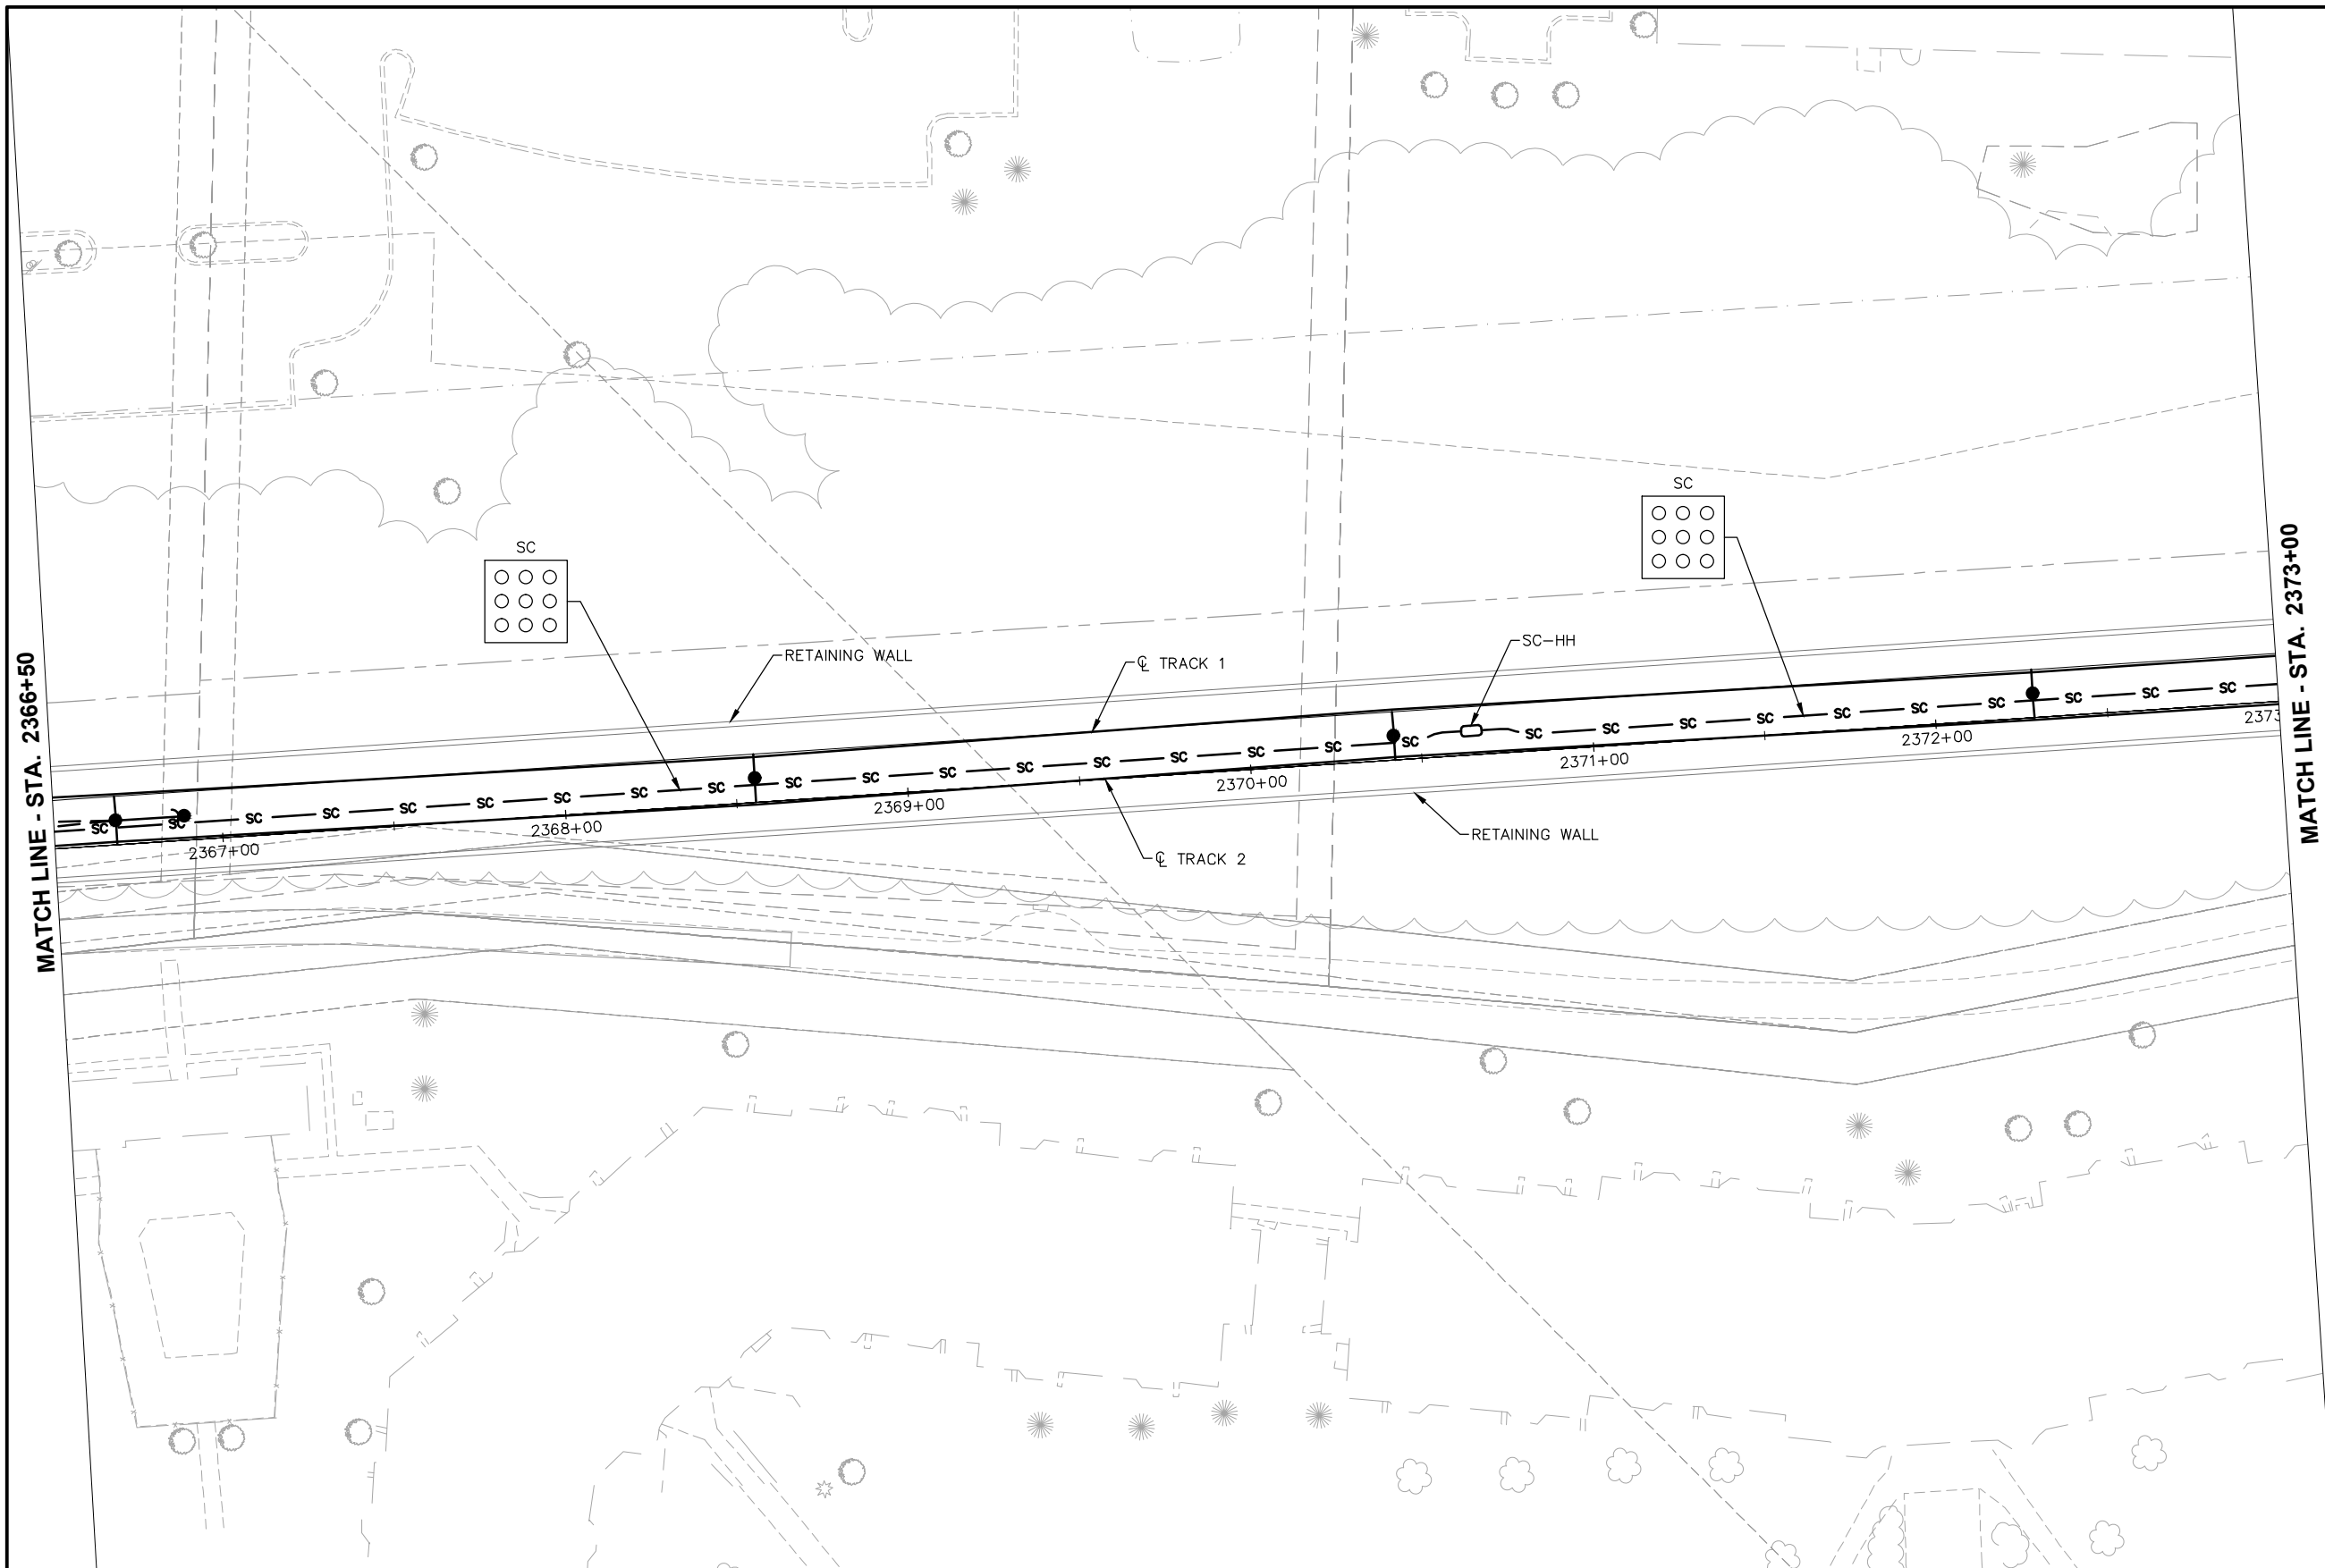 SC
SC
RETAINING WALL
℄ TRACK 1
SC-HH
MATCH LINE - STA. 2366+50
MATCH LINE - STA. 2373+00
SC SC SC SC SC SC SC SC SC SC SC SC SC SC SC SC SC SC SC SC SC SC SC SC SC SC SC SC SC
2367+00
2368+00
2369+00
2370+00
2371+00
2372+00
2373
℄ TRACK 2
RETAINING WALL